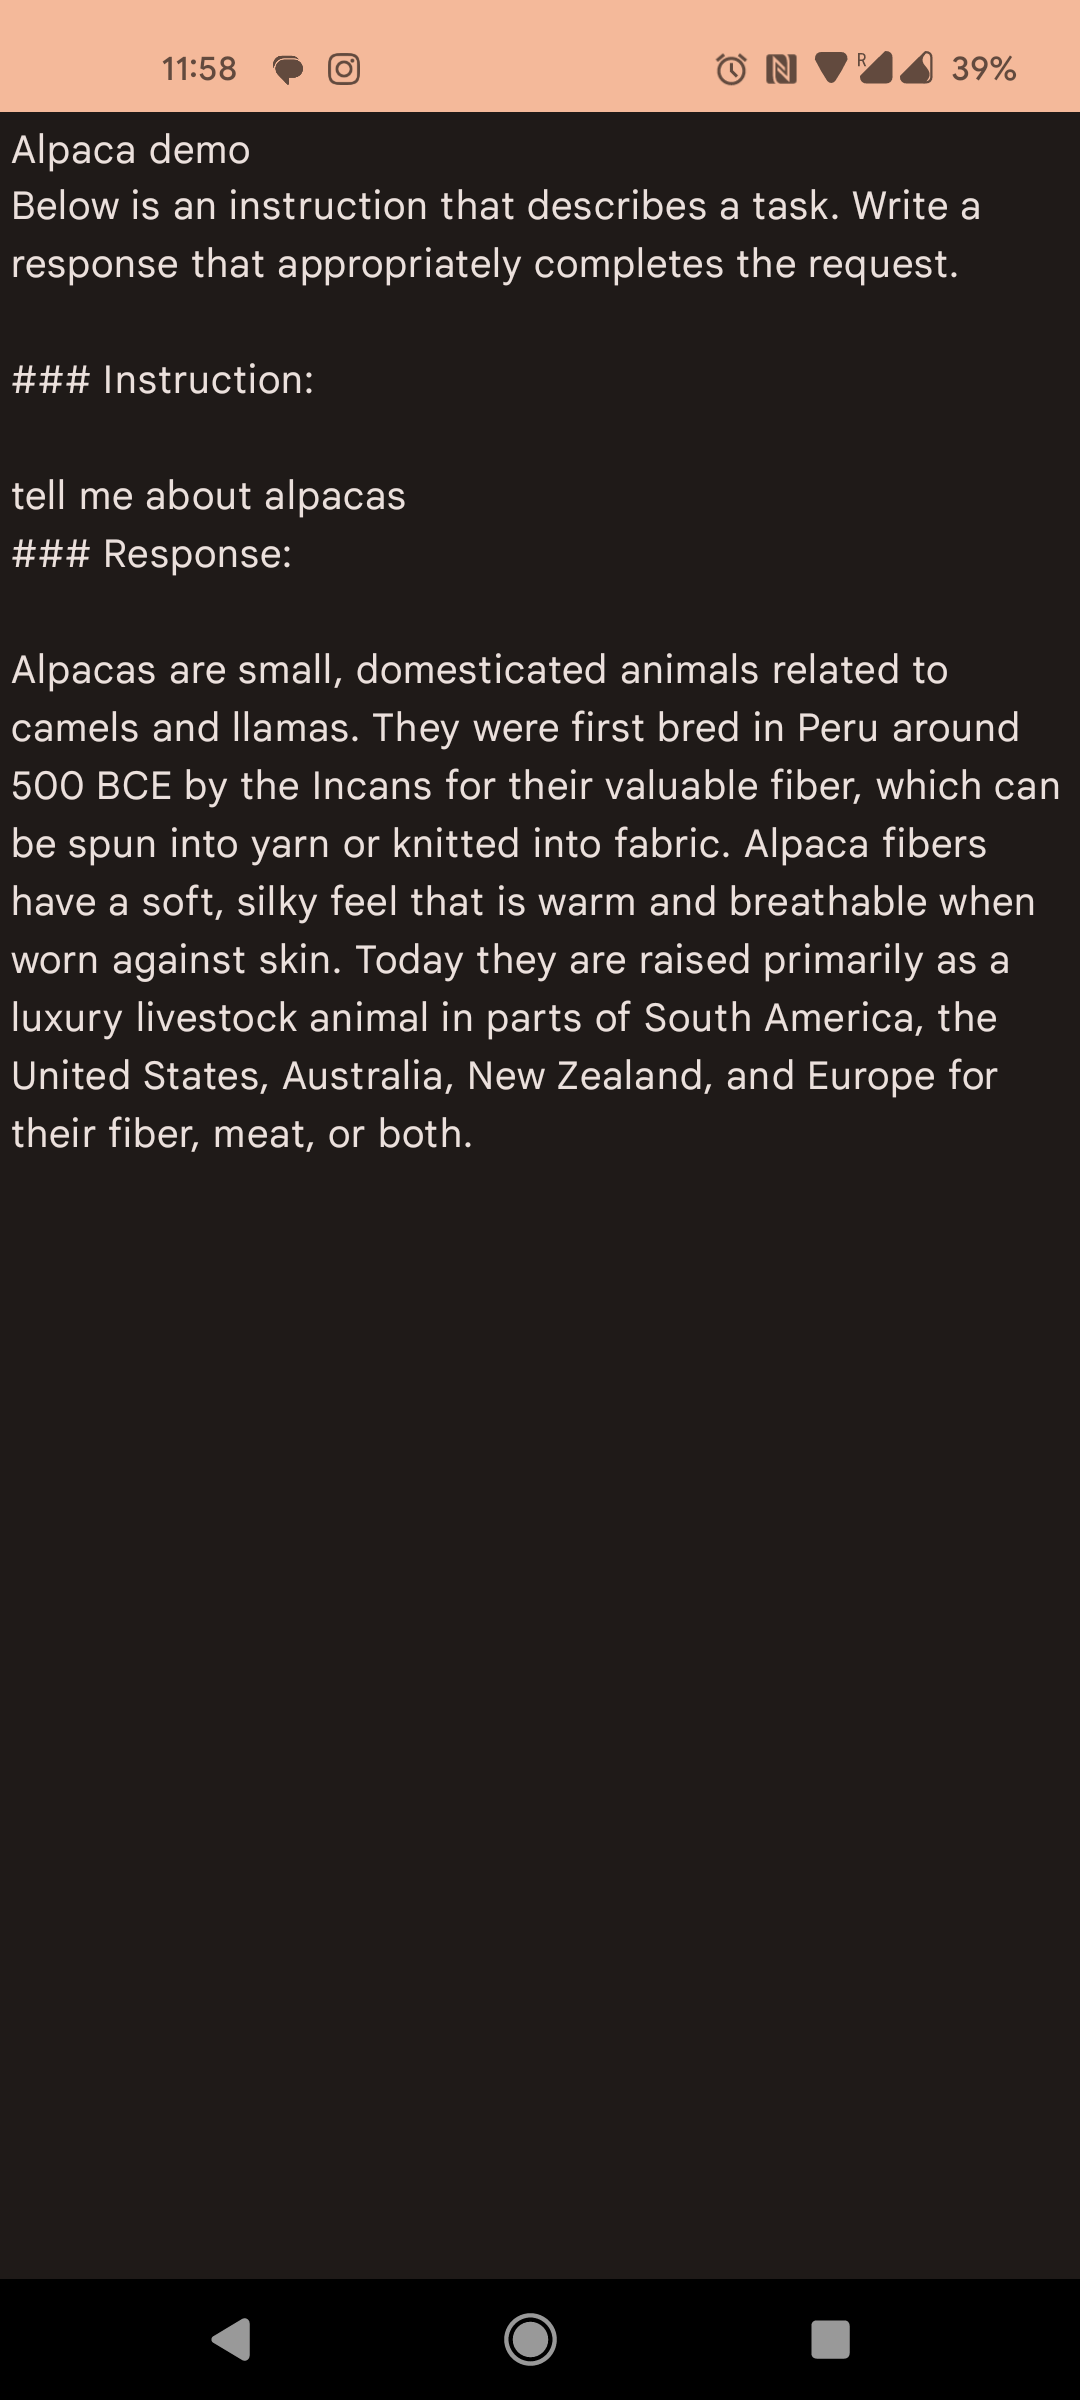 11:58
R
39%
Alpaca demo
Below is an instruction that describes a task. Write a
response that appropriately completes the request.
### Instruction:
tell me about alpacas
### Response:
Alpacas are small, domesticated animals related to
camels and llamas. They were first bred in Peru around
500 BCE by the Incans for their valuable fiber, which can
be spun into yarn or knitted into fabric. Alpaca fibers
have a soft, silky feel that is warm and breathable when
worn against skin. Today they are raised primarily as a
luxury livestock animal in parts of South America, the
United States, Australia, New Zealand, and Europe for
their fiber, meat, or both.